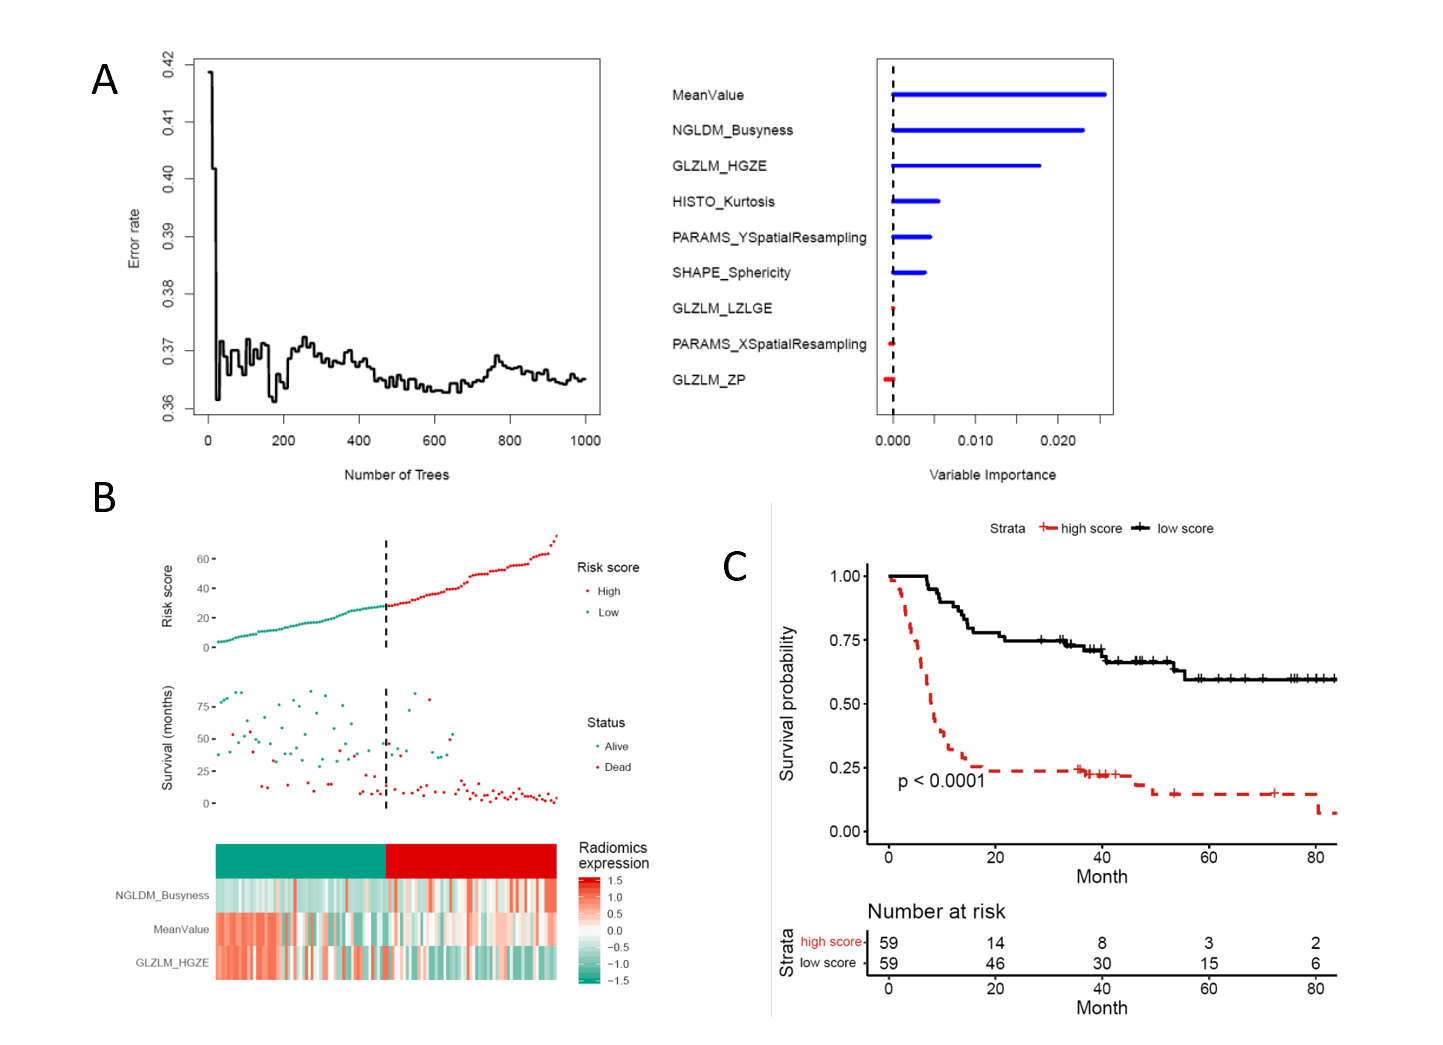 A
0.42
0.41
0.40
0.39
0.38
0.37
0.36
Error rate
0 200 400 600 800 1000
Number of Trees
MeanValue
NGLDM_Busyness
GLZLM_HGZE
HISTO_Kurtosis
PARAMS_YSpatialResampling
SHAPE_Sphericity
GLZLM_LZLGE
PARAMS_XSpatialResampling
GLZLM_ZP
0.000 0.010 0.020
Variable Importance
B
Risk score
60
40
20
0
Risk score
High
Low
Survival (months)
75
50
25
0
Status
Alive
Dead
NGLDM_Busyness
MeanValue
GLZLM_HGZE
Radiomics
expression
1.5
1.0
0.5
0.0
−0.5
−1.0
−1.5
C
Strata high score low score
Survival probability
1.00
0.75
0.50
0.25
0.00
p < 0.0001
0 20 40 60 80
Month
Number at risk
Strata
high score 59 14 8 3 2
low score 59 46 30 15 6
0 20 40 60 80
Month